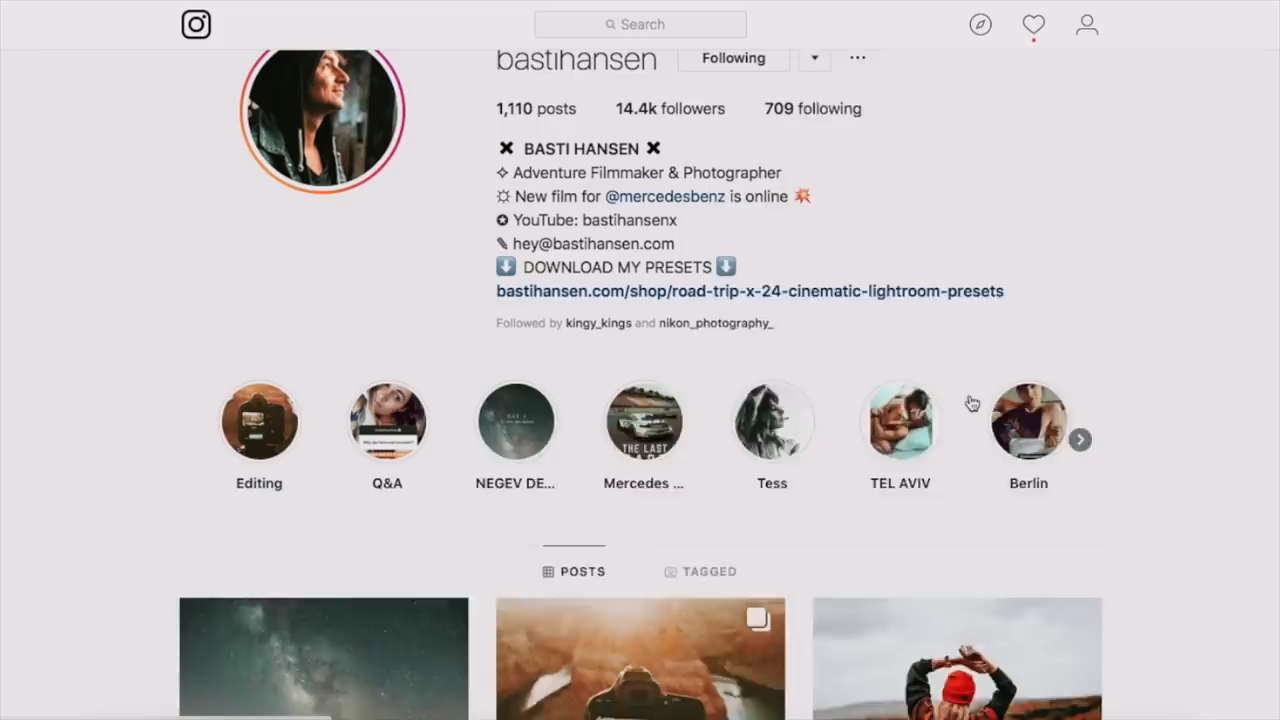 Search
bastihansen Following
1,110 posts 14.4k followers 709 following
✖ BASTI HANSEN ✖
✧ Adventure Filmmaker & Photographer
☼ New film for @mercedesbenz is online 💥
✪ YouTube: bastihansenx
✎ hey@bastihansen.com
⬇️ DOWNLOAD MY PRESETS ⬇️
bastihansen.com/shop/road-trip-x-24-cinematic-lightroom-presets
Followed by kingy_kings and nikon_photography_
THE LAST
Editing Q&A NEGEV DE... Mercedes ... Tess TEL AVIV Berlin
POSTS TAGGED